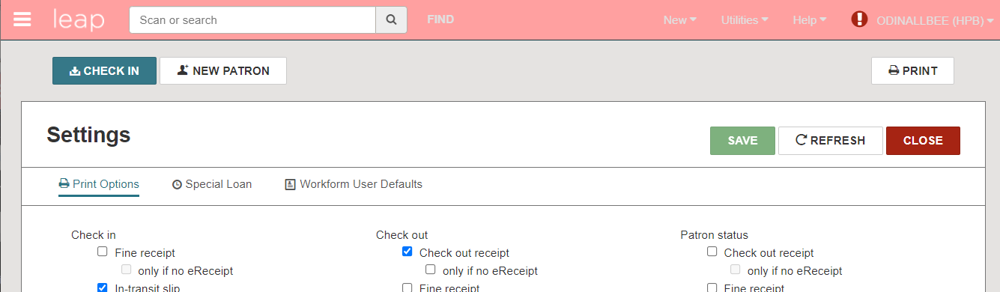 leap Scan or search FIND New Utilities Help ODINALLBEE (HPB)
CHECK IN NEW PATRON PRINT
Settings SAVE REFRESH CLOSE
Print Options Special Loan Workform User Defaults
Check in Check out Patron status
Fine receipt Check out receipt Check out receipt
only if no eReceipt only if no eReceipt only if no eReceipt
In-transit slip Fine receipt Fine receipt